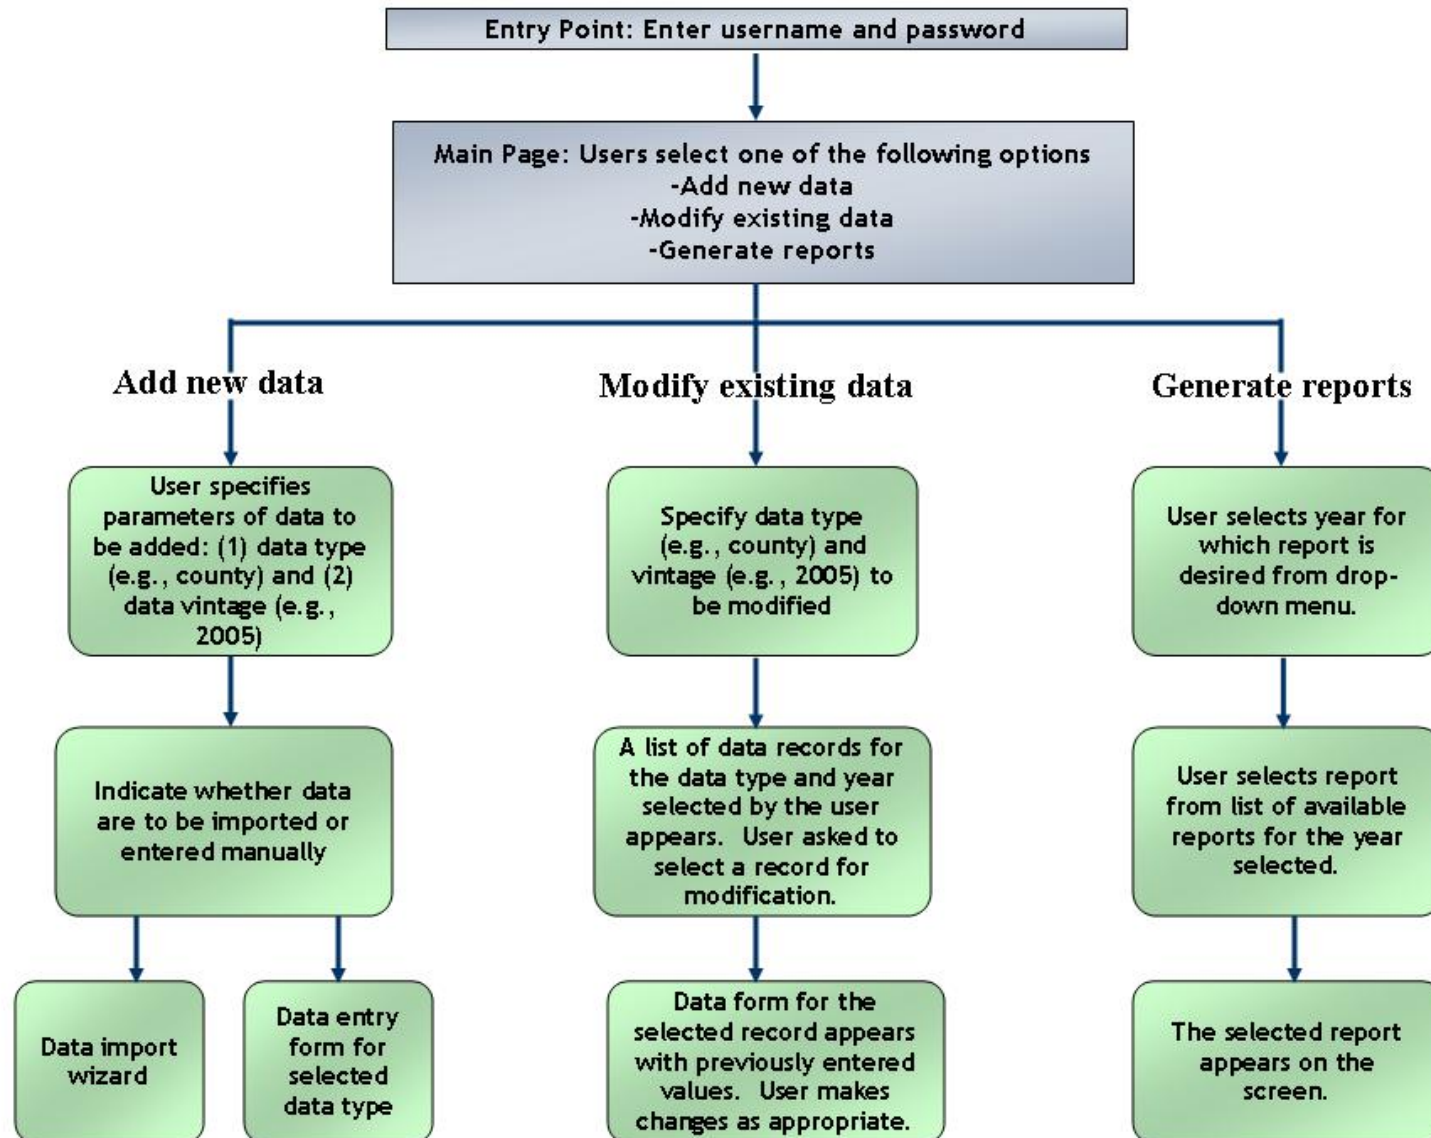 Entry Point: Enter username and password
Main Page: Users select one of the following options
-Add new data
-Modify existing data
-Generate reports
Add new data
Modify existing data
Generate reports
User specifies
parameters of data to
be added: (1) data type
(e.g., county) and (2)
data vintage (e.g.,
2005)
Specify data type
(e.g., county) and
vintage (e.g., 2005) to
be modified
User selects year for
which report is
desired from drop-
down menu.
Indicate whether data
are to be imported or
entered manually
A list of data records for
the data type and year
selected by the user
appears.  User asked to
select a record for
modification.
User selects report
from list of available
reports for the year
selected.
Data import
wizard
Data entry
form for
selected
data type
Data form for the
selected record appears
with previously entered
values.  User makes
changes as appropriate.
The selected report
appears on the
screen.